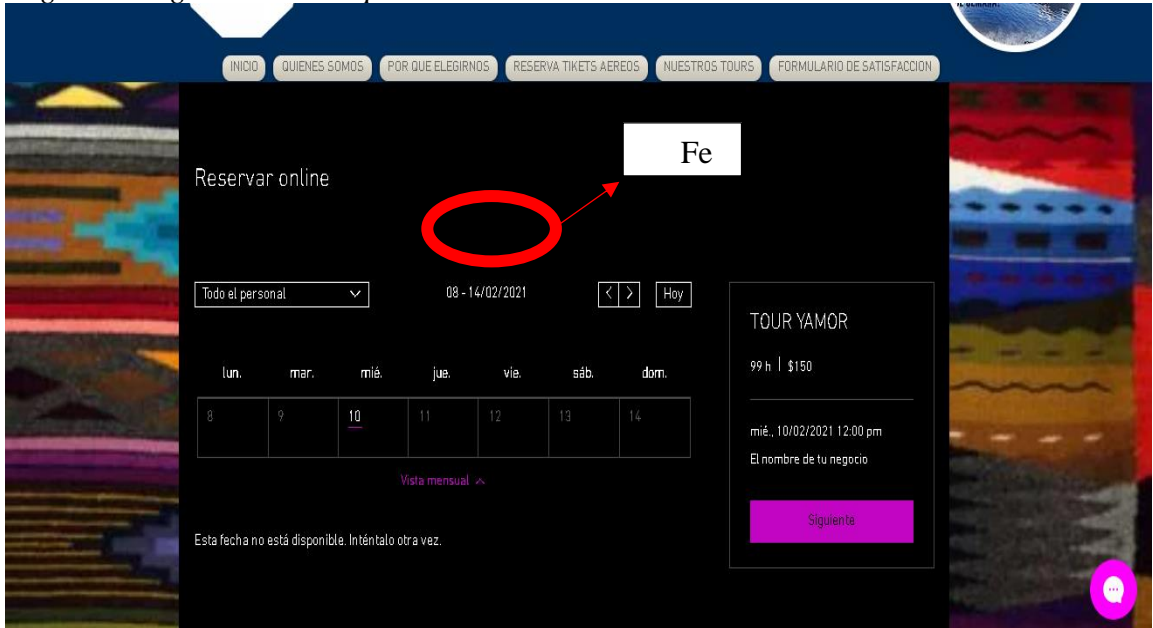 INICIO QUIENES SOMOS POR QUE ELEGIRNOS RESERVA TIKETS AEREOS NUESTROS TOURS FORMULARIO DE SATISFACCION
Fe
Reservar online
Todo el personal 08 - 14/02/2021 < > Hoy
lun. mar. mié. jue. vie. sáb. dom.
8 9 10 11 12 13 14
Vista mensual
Esta fecha no está disponible. Inténtalo otra vez.
TOUR YAMOR
99 h | $150
mié., 10/02/2021 12:00 pm
El nombre de tu negocio
Siguiente